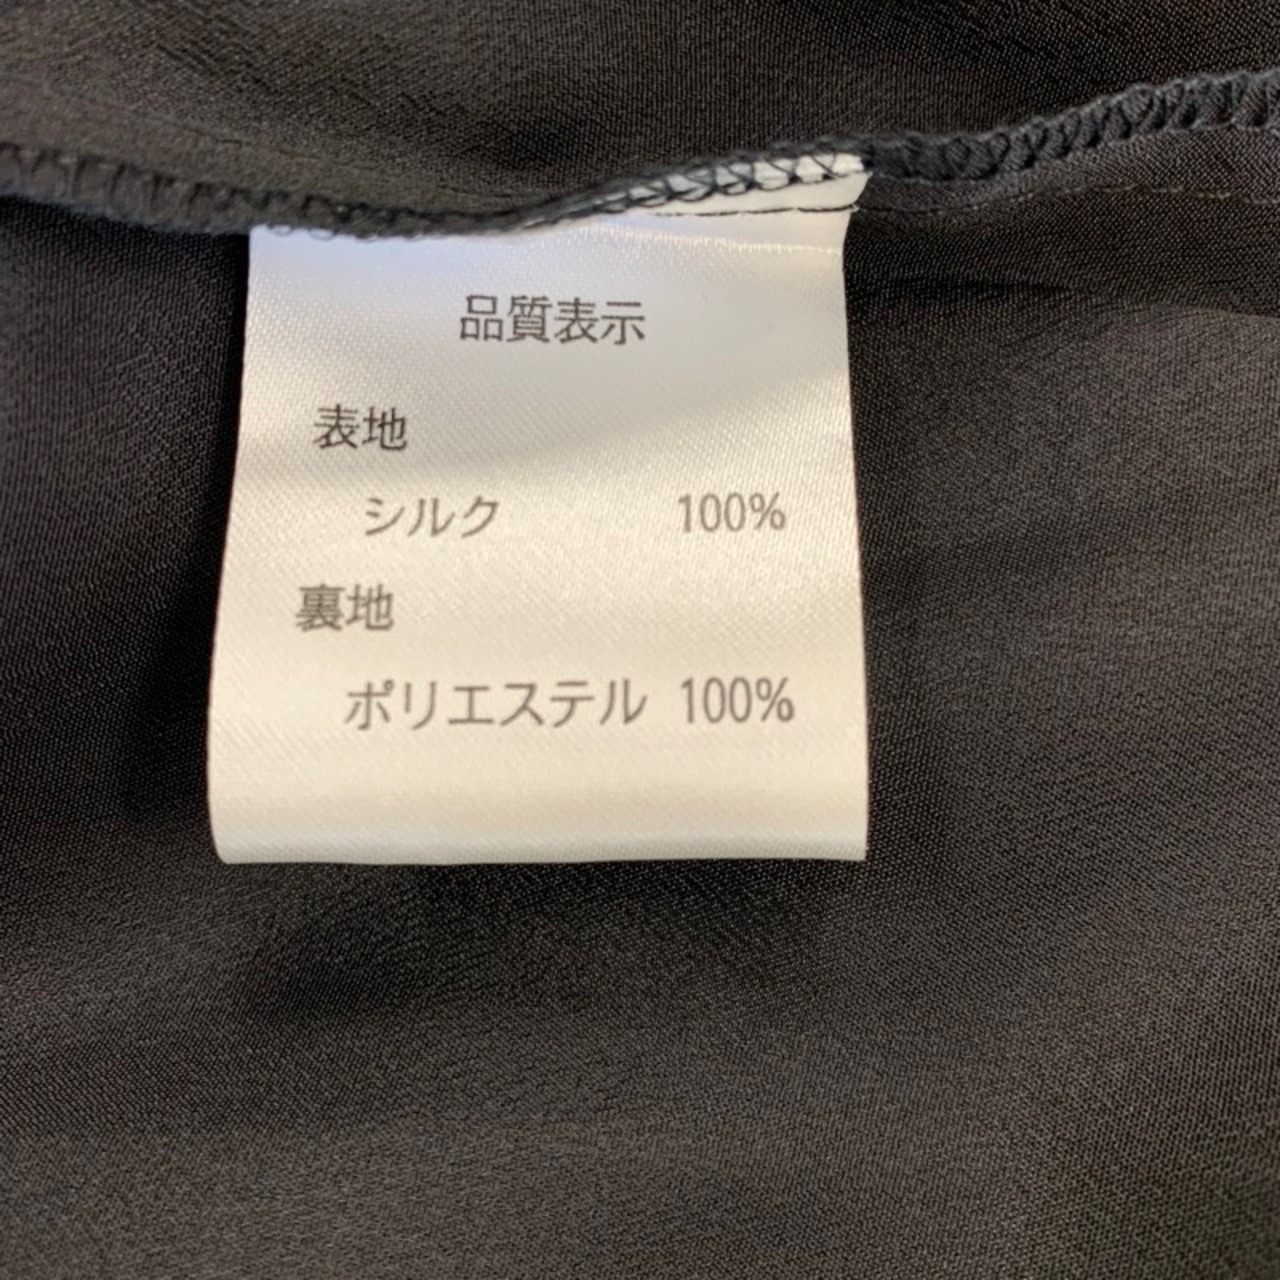 品質表示
表地
シルク 100%
裏地
ポリエステル 100%